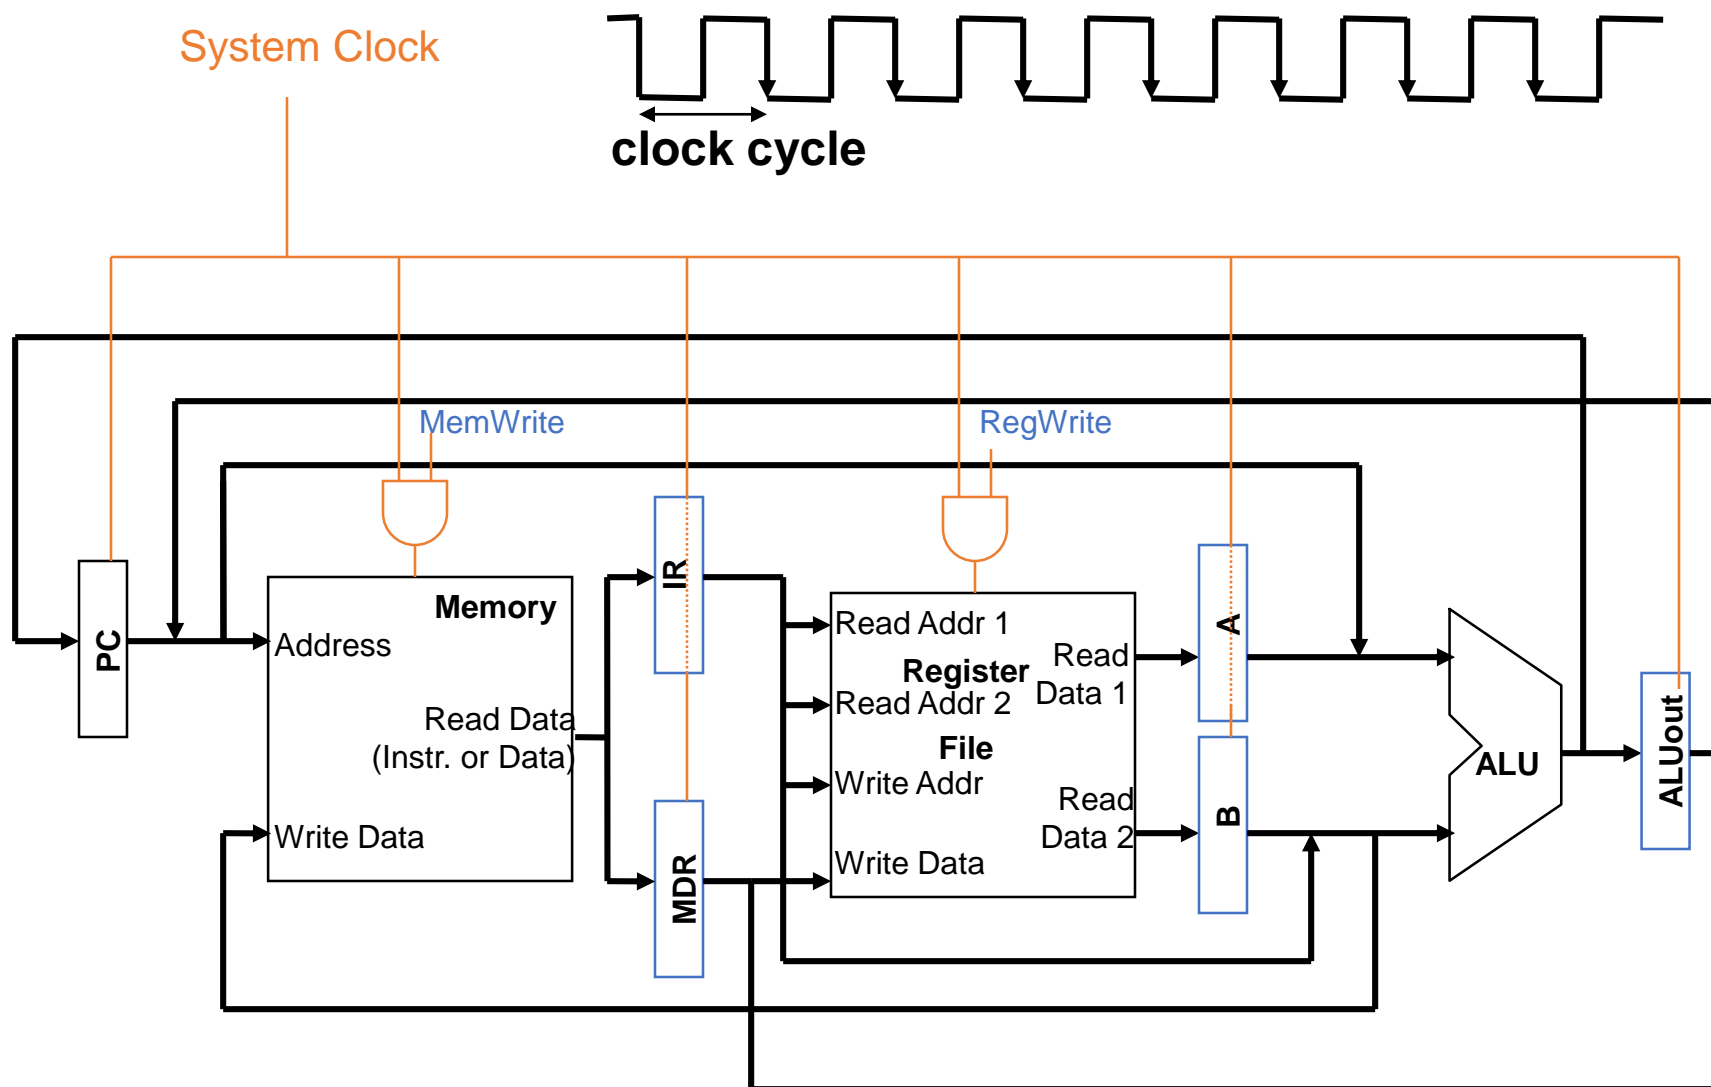 System Clock
clock cycle
MemWrite
RegWrite
PC
Memory
Address
Read Data
(Instr. or Data)
Write Data
IR
MDR
Read Addr 1
Register
Read Addr 2
File
Write Addr
Write Data
Read
Data 1
Read
Data 2
A
B
ALU
ALUout